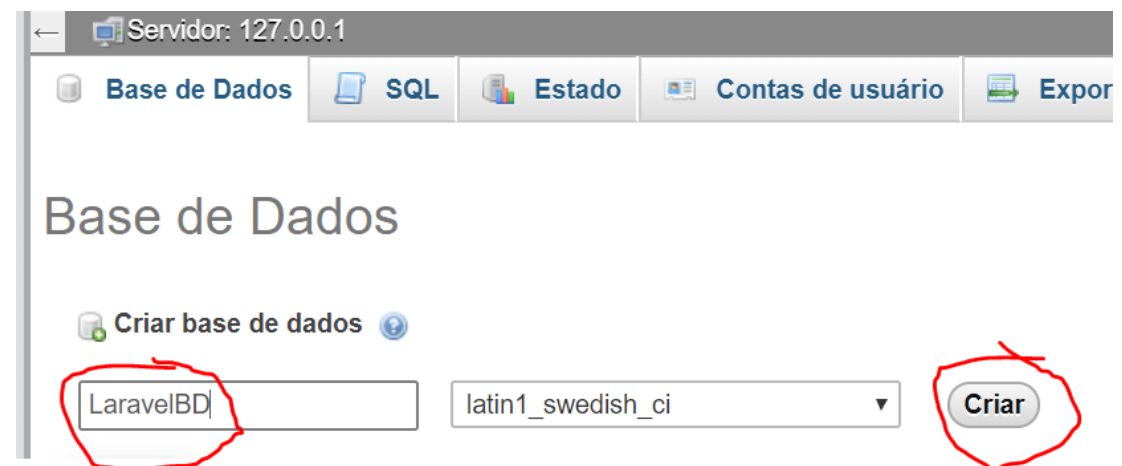 ← Servidor: 127.0.0.1
Base de Dados SQL Estado Contas de usuário Expor
Base de Dados
Criar base de dados
LaravelBD latin1_swedish_ci Criar